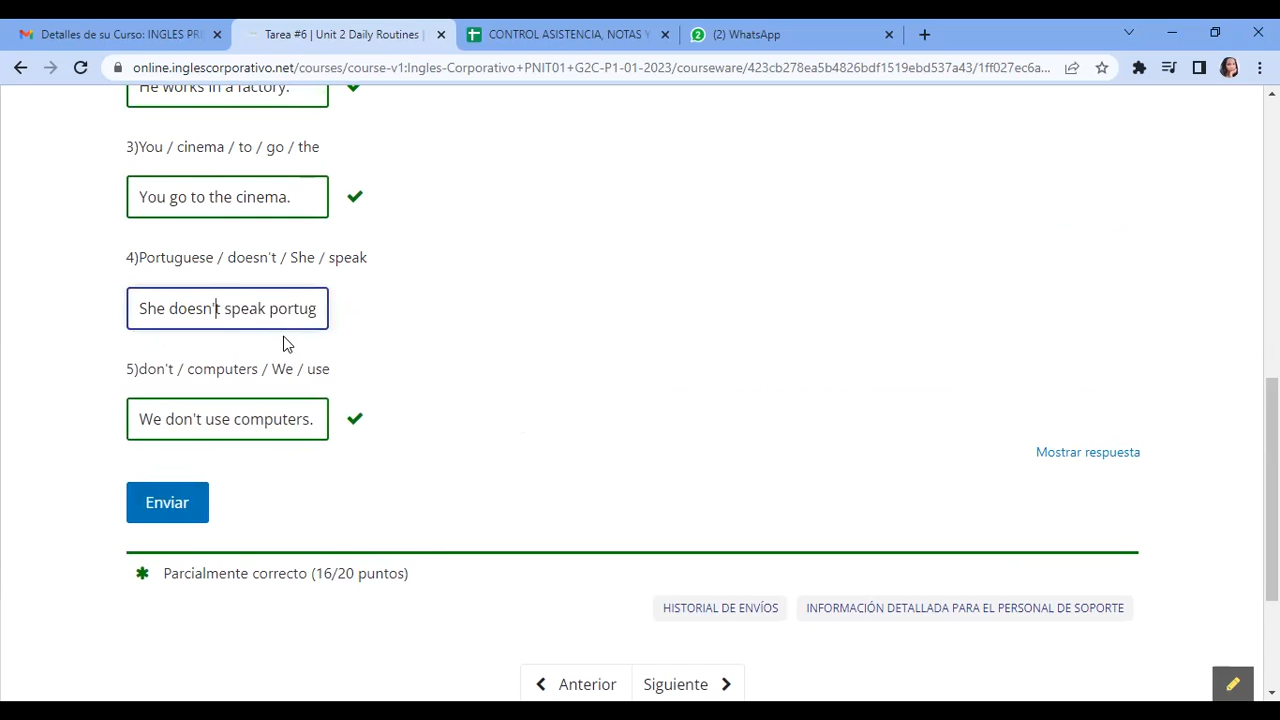 Detalles de su Curso: INGLES PRE
Tarea #6 | Unit 2 Daily Routines |
CONTROL ASISTENCIA, NOTAS Y
(2) WhatsApp
online.inglescorporativo.net/courses/course-v1:Ingles-Corporativo+PNIT01+G2C-P1-01-2023/courseware/423cb278ea5b4826bdf1519ebd537a43/1ff027ec6a...
He works in a factory.
3)You / cinema / to / go / the
You go to the cinema.
4)Portuguese / doesn't / She / speak
She doesn't speak portug
5)don't / computers / We / use
We don't use computers.
Mostrar respuesta
Enviar
Parcialmente correcto (16/20 puntos)
HISTORIAL DE ENVÍOS
INFORMACIÓN DETALLADA PARA EL PERSONAL DE SOPORTE
Anterior
Siguiente